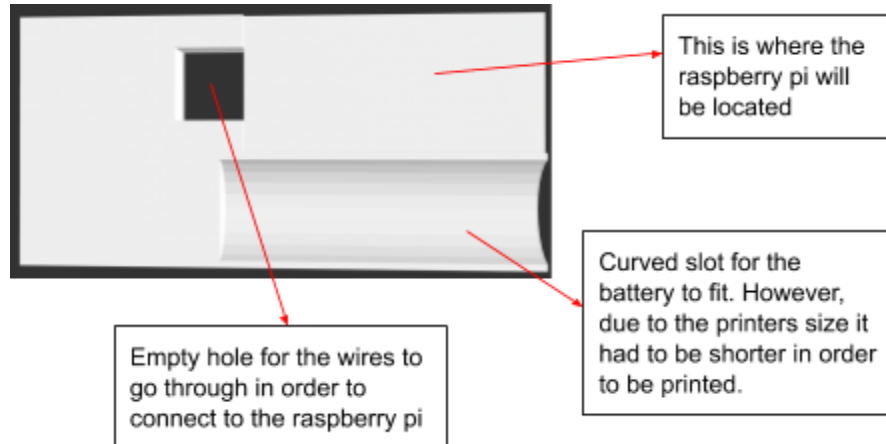 This is where the
raspberry pi will
be located
Curved slot for the
battery to fit. However,
due to the printers size it
had to be shorter in order
to be printed.
Empty hole for the wires to
go through in order to
connect to the raspberry pi